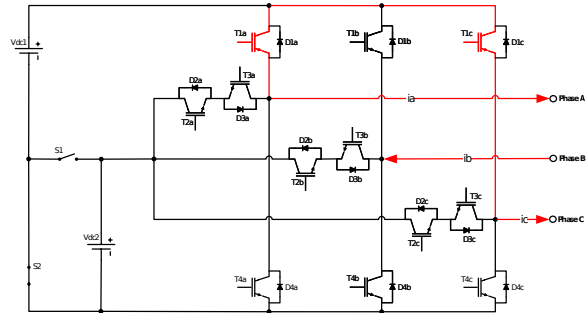 T1a
D1a
T1b
D1b
T1c
D1c
Vdc1
+
D2a
T3a
T2a
D3a
ia
Phase A
S1
D2b
T3b
T2b
D3b
ib
Phase B
D2c
T3c
T2c
D3c
ic
Phase C
Vdc2
+
S2
T4a
D4a
T4b
D4b
T4c
D4c